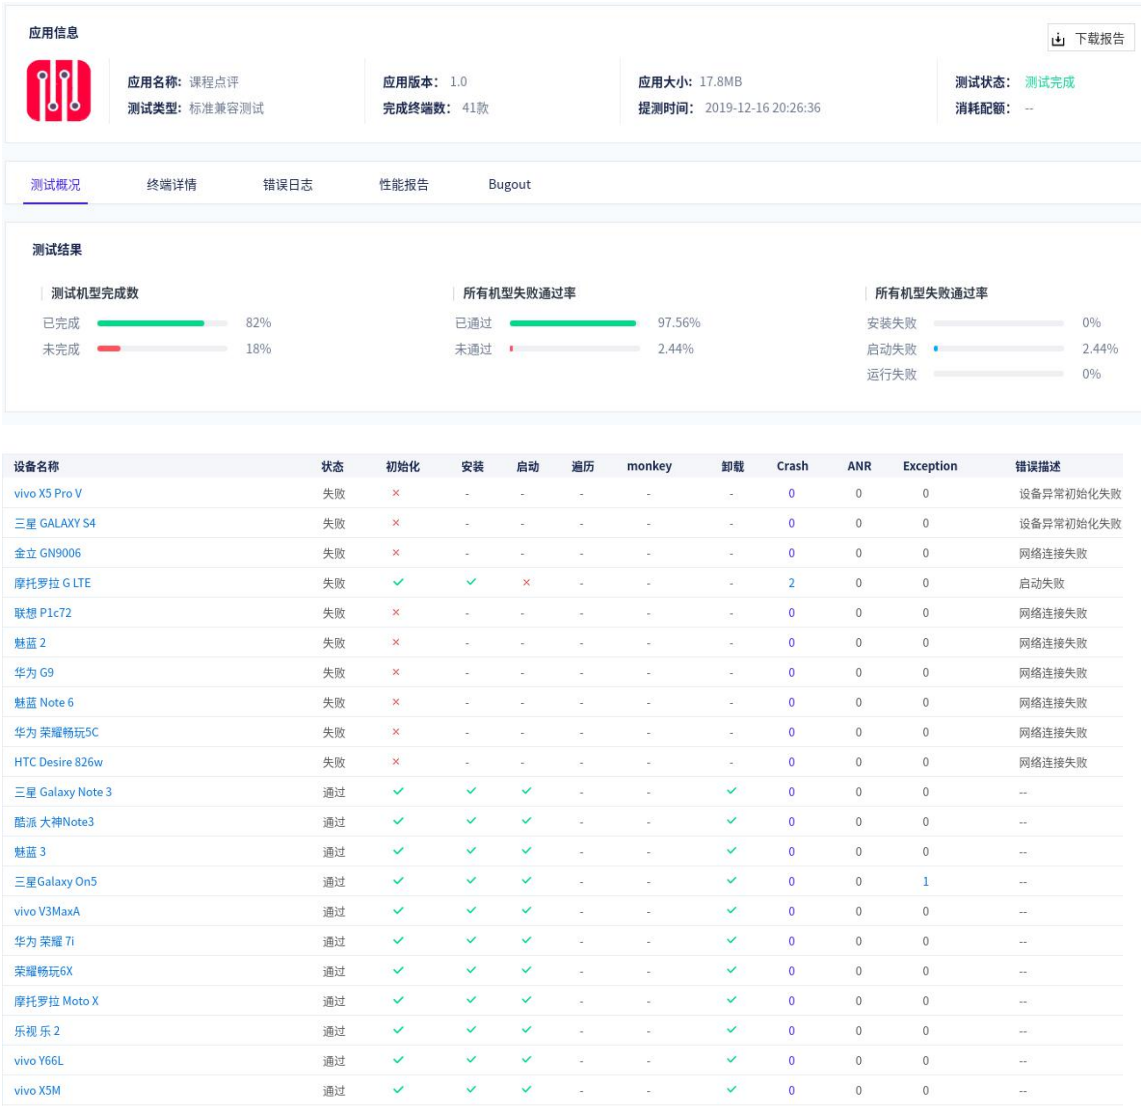 应用信息
下载报告
应用名称: 课程点评 应用版本: 1.0 应用大小: 17.8MB 测试状态: 测试完成
测试类型: 标准兼容测试 完成终端数: 41款 提测时间: 2019-12-16 20:26:36 消耗配额: --
测试概况 终端详情 错误日志 性能报告 Bugout
测试结果
测试机型完成数 所有机型失败通过率 所有机型失败通过率
已完成 82% 已通过 97.56% 安装失败 0%
未完成 18% 未通过 2.44% 启动失败 2.44%
运行失败 0%
设备名称 状态 初始化 安装 启动 遍历 monkey 卸载 Crash ANR Exception 错误描述
vivo X5 Pro V 失败 × - - - - - 0 0 0 设备异常初始化失败
三星 GALAXY S4 失败 × - - - - - 0 0 0 设备异常初始化失败
金立 GN9006 失败 × - - - - - 0 0 0 网络连接失败
摩托罗拉 G LTE 失败 ✓ ✓ × - - - 2 0 0 启动失败
联想 P1c72 失败 × - - - - - 0 0 0 网络连接失败
魅蓝 2 失败 × - - - - - 0 0 0 网络连接失败
华为 G9 失败 × - - - - - 0 0 0 网络连接失败
魅蓝 Note 6 失败 × - - - - - 0 0 0 网络连接失败
华为 荣耀畅玩5C 失败 × - - - - - 0 0 0 网络连接失败
HTC Desire 826w 失败 × - - - - - 0 0 0 网络连接失败
三星 Galaxy Note 3 通过 ✓ ✓ ✓ - - ✓ 0 0 0 --
酷派 大神Note3 通过 ✓ ✓ ✓ - - ✓ 0 0 0 --
魅蓝 3 通过 ✓ ✓ ✓ - - ✓ 0 0 0 --
三星Galaxy On5 通过 ✓ ✓ ✓ - - ✓ 0 0 1 --
vivo V3MaxA 通过 ✓ ✓ ✓ - - ✓ 0 0 0 --
华为 荣耀 7i 通过 ✓ ✓ ✓ - - ✓ 0 0 0 --
荣耀畅玩6X 通过 ✓ ✓ ✓ - - ✓ 0 0 0 --
摩托罗拉 Moto X 通过 ✓ ✓ ✓ - - ✓ 0 0 0 --
乐视 乐 2 通过 ✓ ✓ ✓ - - ✓ 0 0 0 --
vivo Y66L 通过 ✓ ✓ ✓ - - ✓ 0 0 0 --
vivo X5M 通过 ✓ ✓ ✓ - - ✓ 0 0 0 --